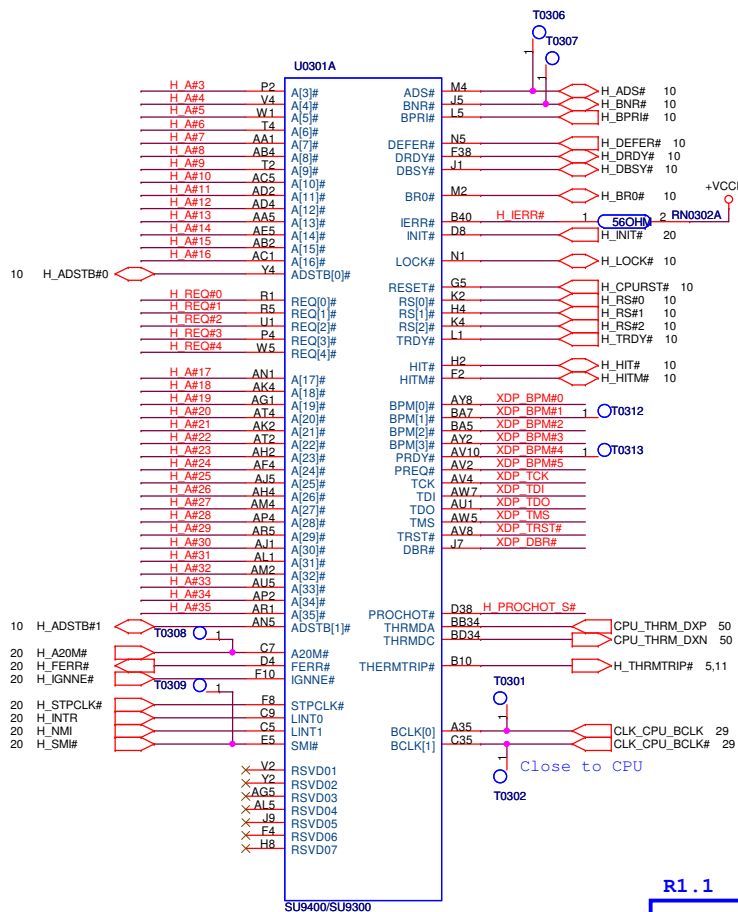 T0306
T0307
U0301A
H_A#3 P2 A[3]# ADS# M4 1 H_ADS# 10
H_A#4 V4 A[4]# BNR# J5 1 H_BNR# 10
H_A#5 W1 A[5]# BPRI# L5 H_BPRI# 10
H_A#6 T4 A[6]#
H_A#7 AA1 A[7]# DEFER# N5 H_DEFER# 10
H_A#8 AB4 A[8]# DRDY# F38 H_DRDY# 10
H_A#9 T2 A[9]# DBSY# J1 H_DBSY# 10
H_A#10 AC5 A[10]#
H_A#11 AD2 A[11]# BR0# M2 H_BR0# 10
H_A#12 AD4 A[12]#
H_A#13 AA5 A[13]# IERR# B40 H_IERR# 1 56OHM 2 RN0302A
H_A#14 AE5 A[14]# INIT# D8 H_INIT# 20
H_A#15 AB2 A[15]#
H_A#16 AC1 A[16]# LOCK# N1 H_LOCK# 10
10 H_ADSTB#0 Y4 ADSTB[0]#
RESET# G5 H_CPURST# 10
H_REQ#0 R1 REQ[0]# RS[0]# K2 H_RS#0 10
H_REQ#1 R5 REQ[1]# RS[1]# H4 H_RS#1 10
H_REQ#2 U1 REQ[2]# RS[2]# K4 H_RS#2 10
H_REQ#3 P4 REQ[3]# TRDY# L1 H_TRDY# 10
H_REQ#4 W5 REQ[4]#
HIT# H2 H_HIT# 10
H_A#17 AN1 A[17]# HITM# F2 H_HITM# 10
H_A#18 AK4 A[18]#
H_A#19 AG1 A[19]# BPM[0]# AY8 XDP_BPM#0
H_A#20 AT4 A[20]# BPM[1]# BA7 XDP_BPM#1 1 T0312
H_A#21 AK2 A[21]# BPM[2]# BA5 XDP_BPM#2
H_A#22 AT2 A[22]# BPM[3]# AY2 XDP_BPM#3
H_A#23 AH2 A[23]# PRDY# AV10 XDP_BPM#4 1 T0313
H_A#24 AF4 A[24]# PREQ# AV2 XDP_BPM#5
H_A#25 AJ5 A[25]# TCK AV4 XDP_TCK
H_A#26 AH4 A[26]# TDI AW7 XDP_TDI
H_A#27 AM4 A[27]# TDO AU1 XDP_TDO
H_A#28 AP4 A[28]# TMS AW5 XDP_TMS
H_A#29 AR5 A[29]# TRST# AV8 XDP_TRST#
H_A#30 AJ1 A[30]# DBR# J7 XDP_DBR#
H_A#31 AL1 A[31]#
H_A#32 AM2 A[32]#
H_A#33 AU5 A[33]#
H_A#34 AP2 A[34]#
H_A#35 AR1 A[35]# PROCHOT# D38 H_PROCHOT_S#
10 H_ADSTB#1 AN5 ADSTB[1]# THRMDA BB34 CPU_THRM_DXP 50
T0308 1 THRMDC BD34 CPU_THRM_DXN 50
20 H_A20M# C7 A20M#
20 H_FERR# D4 FERR# THERMTRIP# B10 H_THRMTRIP# 5,11
20 H_IGNNE# F10 IGNNE#
T0309 1 T0301
20 H_STPCLK# F8 STPCLK#
20 H_INTR C9 LINT0 1
20 H_NMI C5 LINT1 BCLK[0] A35 CLK_CPU_BCLK 29
20 H_SMI# E5 SMI# BCLK[1] C35 CLK_CPU_BCLK# 29
1 Close to CPU
V2 RSVD01
Y2 RSVD02
AG5 RSVD03 T0302
AL5 RSVD04
J9 RSVD05
F4 RSVD06
H8 RSVD07
R1.1
SU9400/SU9300